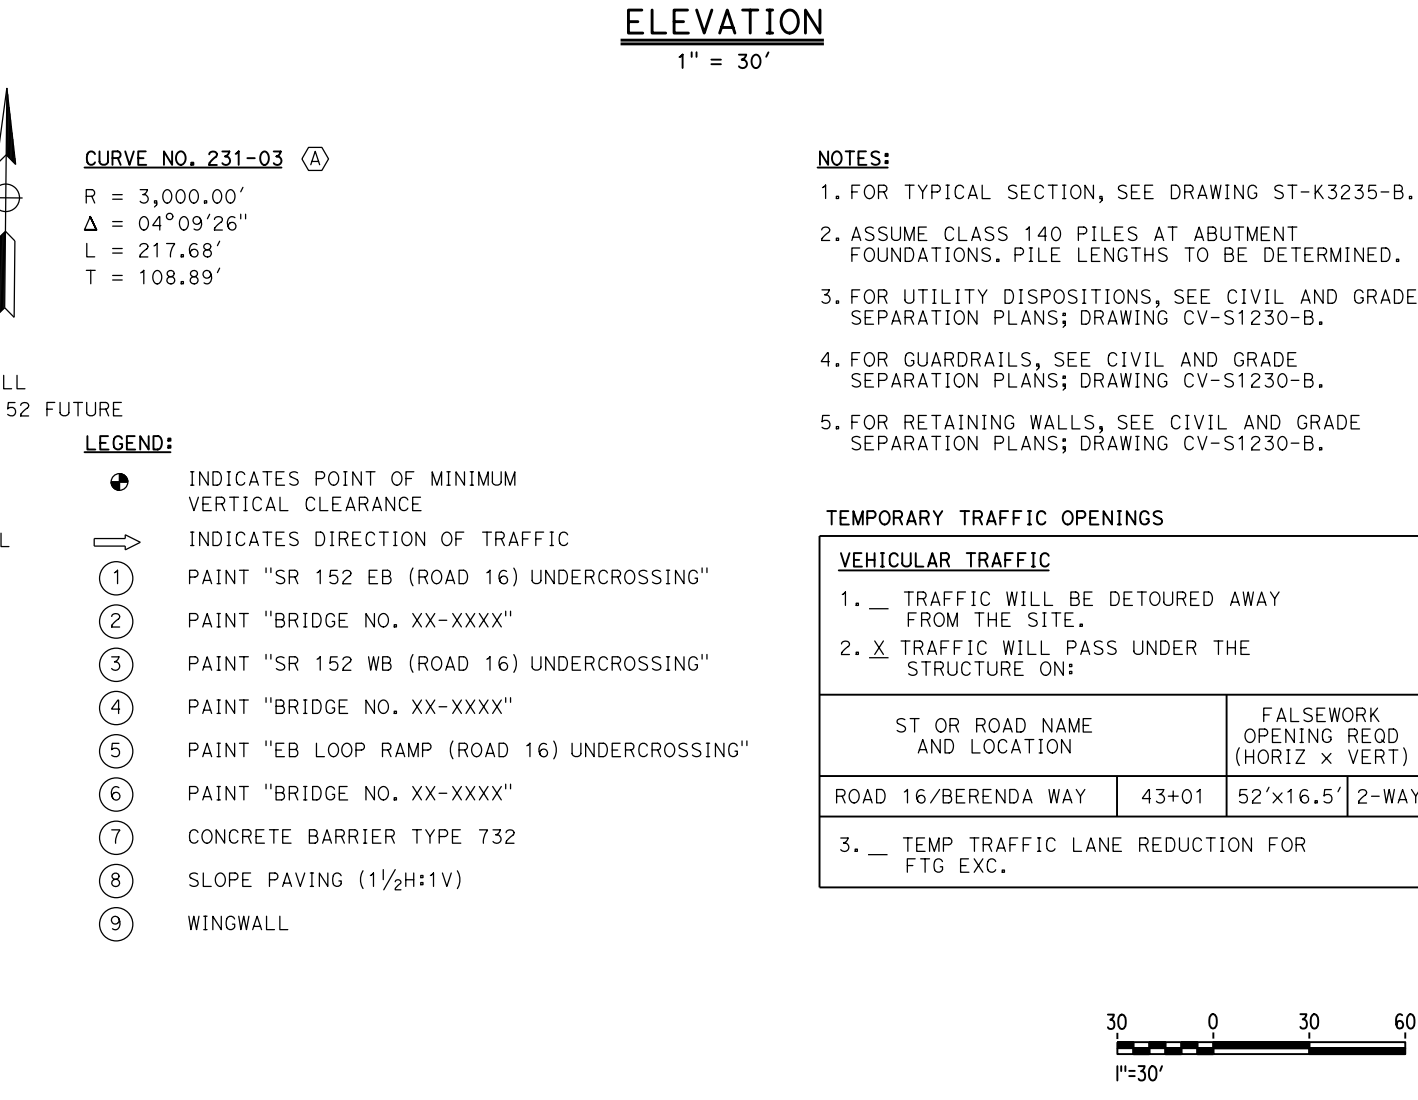 ELEVATION
1" = 30'
CURVE NO. 231-03 A
R = 3,000.00'
Δ = 04°09'26"
L = 217.68'
T = 108.89'
LL
52 FUTURE
LEGEND:
INDICATES POINT OF MINIMUM
VERTICAL CLEARANCE
L
INDICATES DIRECTION OF TRAFFIC
1 PAINT "SR 152 EB (ROAD 16) UNDERCROSSING"
2 PAINT "BRIDGE NO. XX-XXXX"
3 PAINT "SR 152 WB (ROAD 16) UNDERCROSSING"
4 PAINT "BRIDGE NO. XX-XXXX"
5 PAINT "EB LOOP RAMP (ROAD 16) UNDERCROSSING"
6 PAINT "BRIDGE NO. XX-XXXX"
7 CONCRETE BARRIER TYPE 732
8 SLOPE PAVING (1½H:1V)
9 WINGWALL
NOTES:
1. FOR TYPICAL SECTION, SEE DRAWING ST-K3235-B.
2. ASSUME CLASS 140 PILES AT ABUTMENT
FOUNDATIONS. PILE LENGTHS TO BE DETERMINED.
3. FOR UTILITY DISPOSITIONS, SEE CIVIL AND GRADE
SEPARATION PLANS; DRAWING CV-S1230-B.
4. FOR GUARDRAILS, SEE CIVIL AND GRADE
SEPARATION PLANS; DRAWING CV-S1230-B.
5. FOR RETAINING WALLS, SEE CIVIL AND GRADE
SEPARATION PLANS; DRAWING CV-S1230-B.
TEMPORARY TRAFFIC OPENINGS
VEHICULAR TRAFFIC
1. _ TRAFFIC WILL BE DETOURED AWAY
FROM THE SITE.
2. X TRAFFIC WILL PASS UNDER THE
STRUCTURE ON:
ST OR ROAD NAME
AND LOCATION
FALSEWORK
OPENING REQD
(HORIZ x VERT)
ROAD 16/BERENDA WAY 43+01 52'x16.5' 2-WAY
3. _ TEMP TRAFFIC LANE REDUCTION FOR
FTG EXC.
30 0 30 60
1"=30'